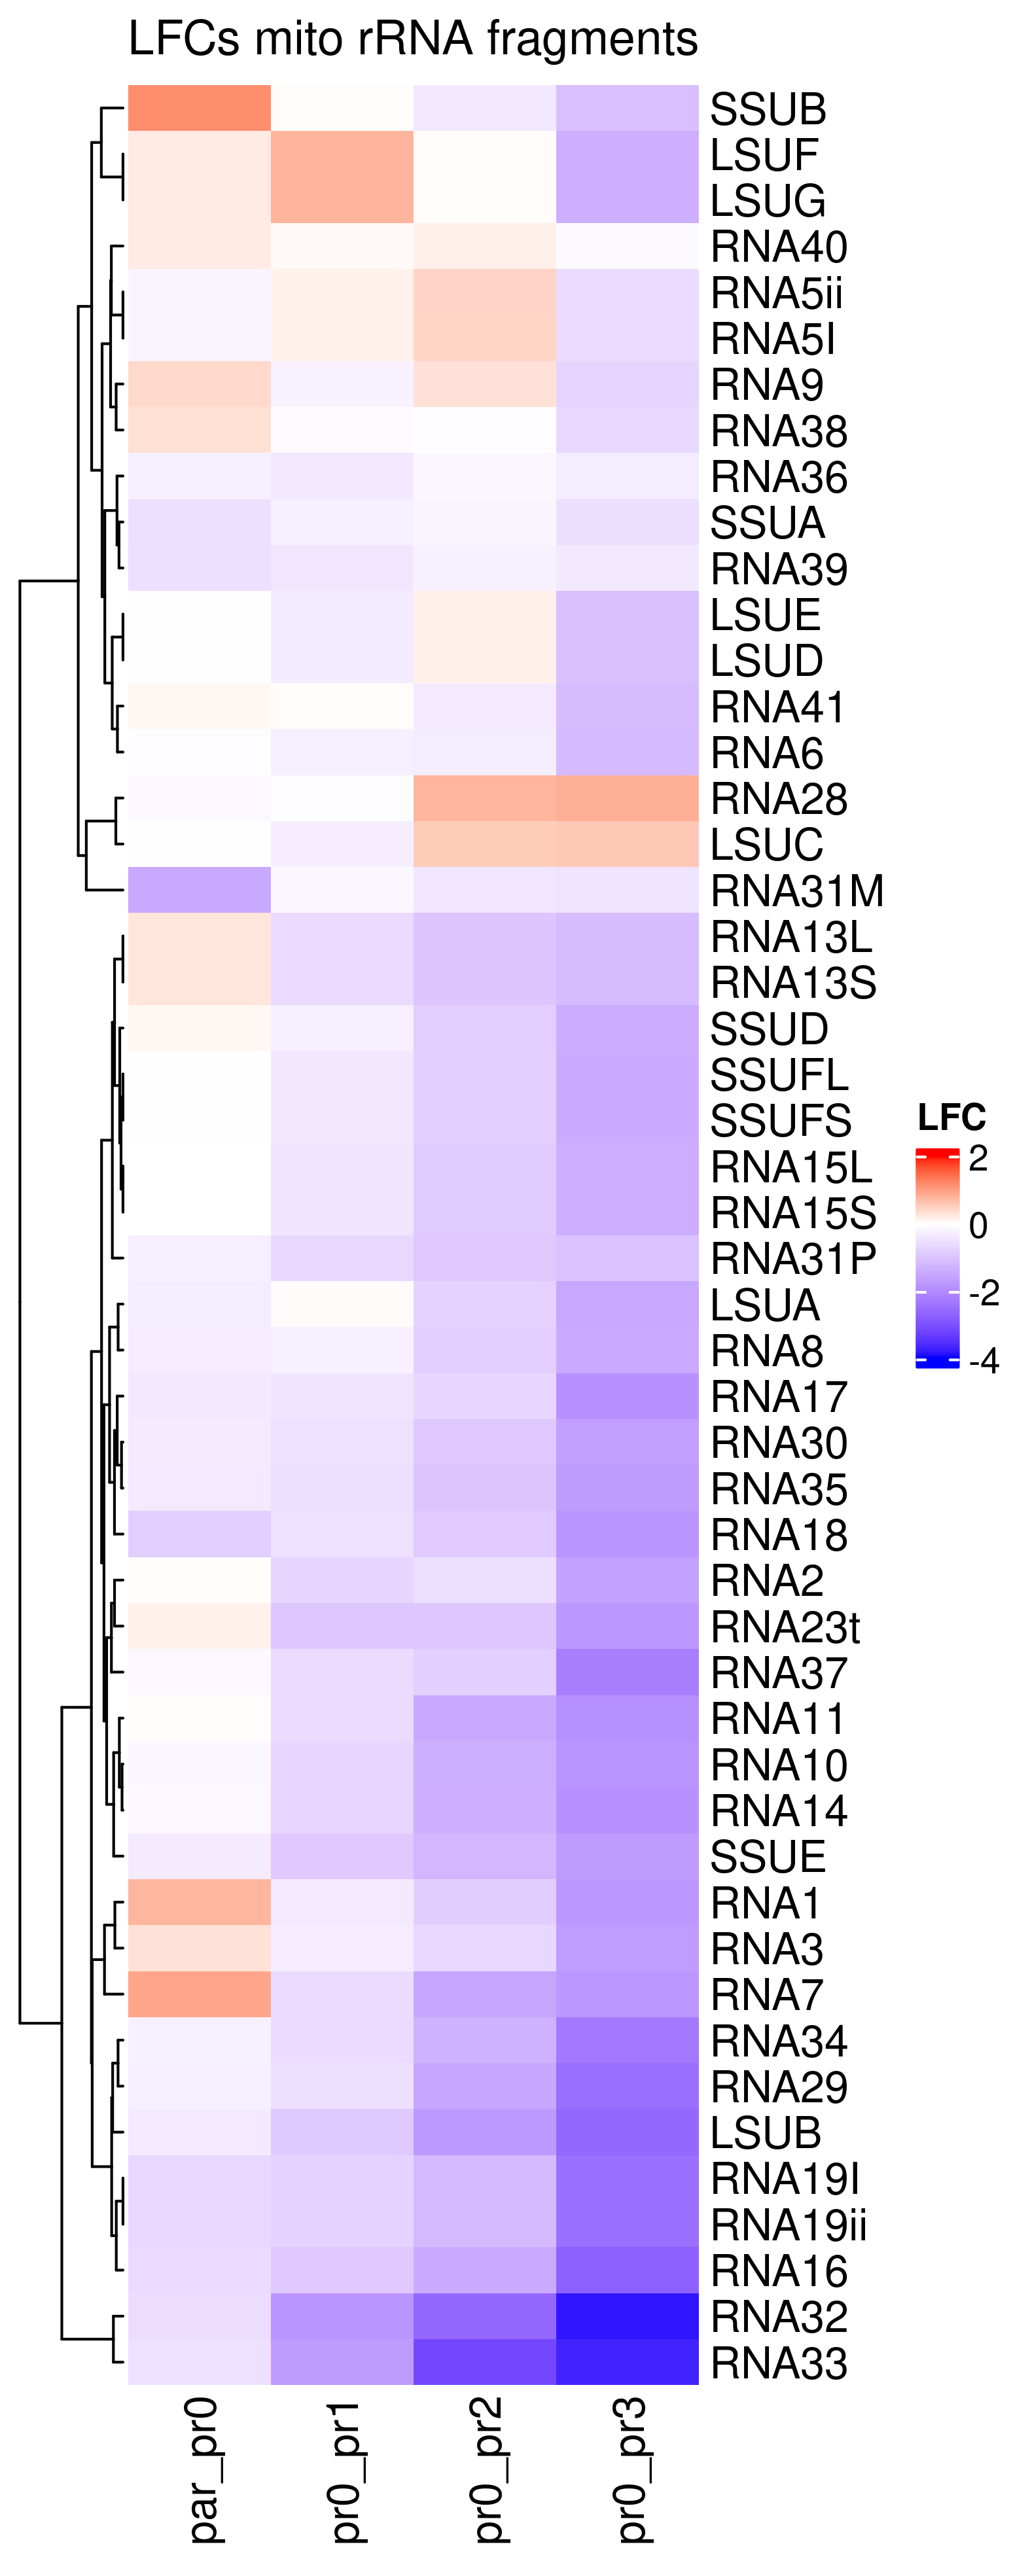 LFCs mito rRNA fragments
SSUB
LSUF
LSUG
RNA40
RNA5ii
RNA5I
RNA9
RNA38
RNA36
SSUA
RNA39
LSUE
LSUD
RNA41
RNA6
RNA28
LSUC
RNA31M
RNA13L
RNA13S
SSUD
SSUFL
SSUFS
RNA15L
RNA15S
RNA31P
LSUA
RNA8
RNA17
RNA30
RNA35
RNA18
RNA2
RNA23t
RNA37
RNA11
RNA10
RNA14
SSUE
RNA1
RNA3
RNA7
RNA34
RNA29
LSUB
RNA19I
RNA19ii
RNA16
RNA32
RNA33
par_pr0
pr0_pr1
pr0_pr2
pr0_pr3
LFC
2
0
-2
-4